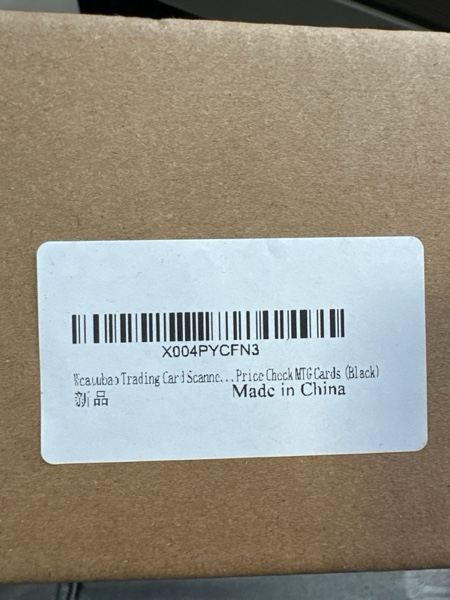 X004PYCFN3
Trading Card Scanne...Price Check MTG Cards (Black)
新品
Made in China